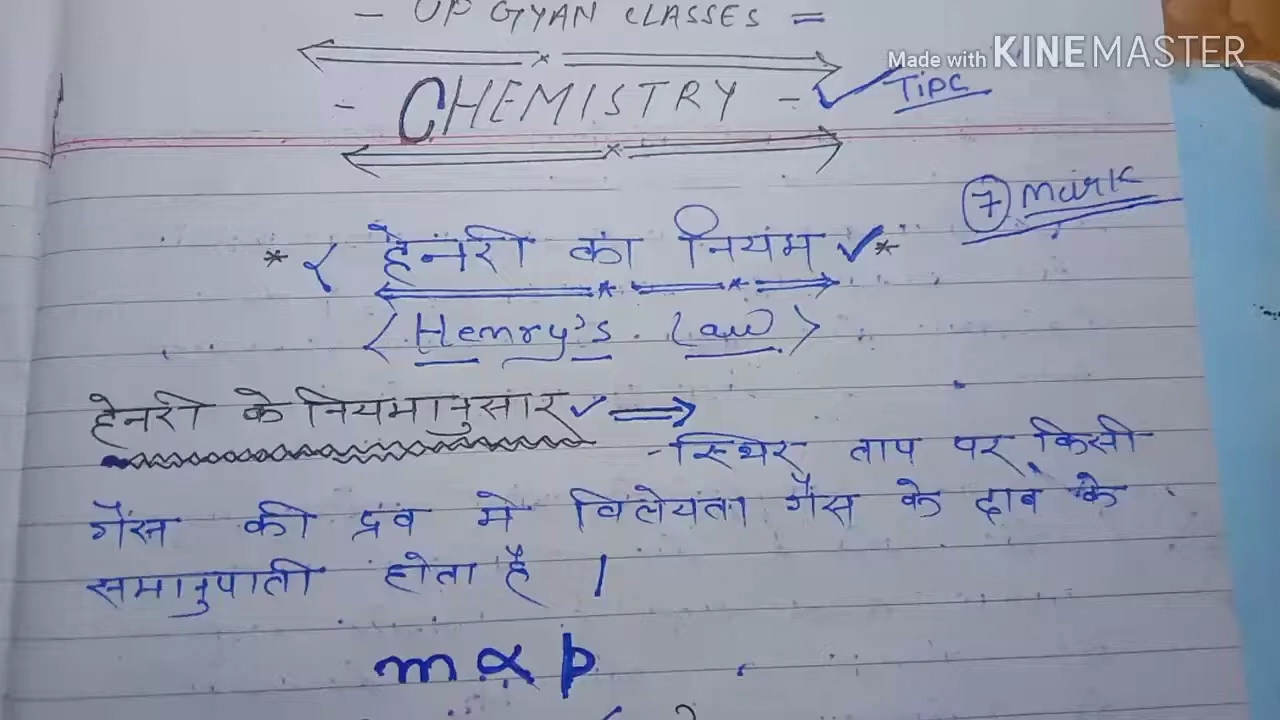 - UP GYAN CLASSES =
Made with KINEMASTER
- CHEMISTRY - Tips
7 Mark
* हेनरी का नियम *
(Henry's Law)
हेनरी के नियमानुसार
- स्थिर ताप पर किसी
गैस की द्रव में विलेयता गैस के दाब के
समानुपाती होता है ।
m ∝ p